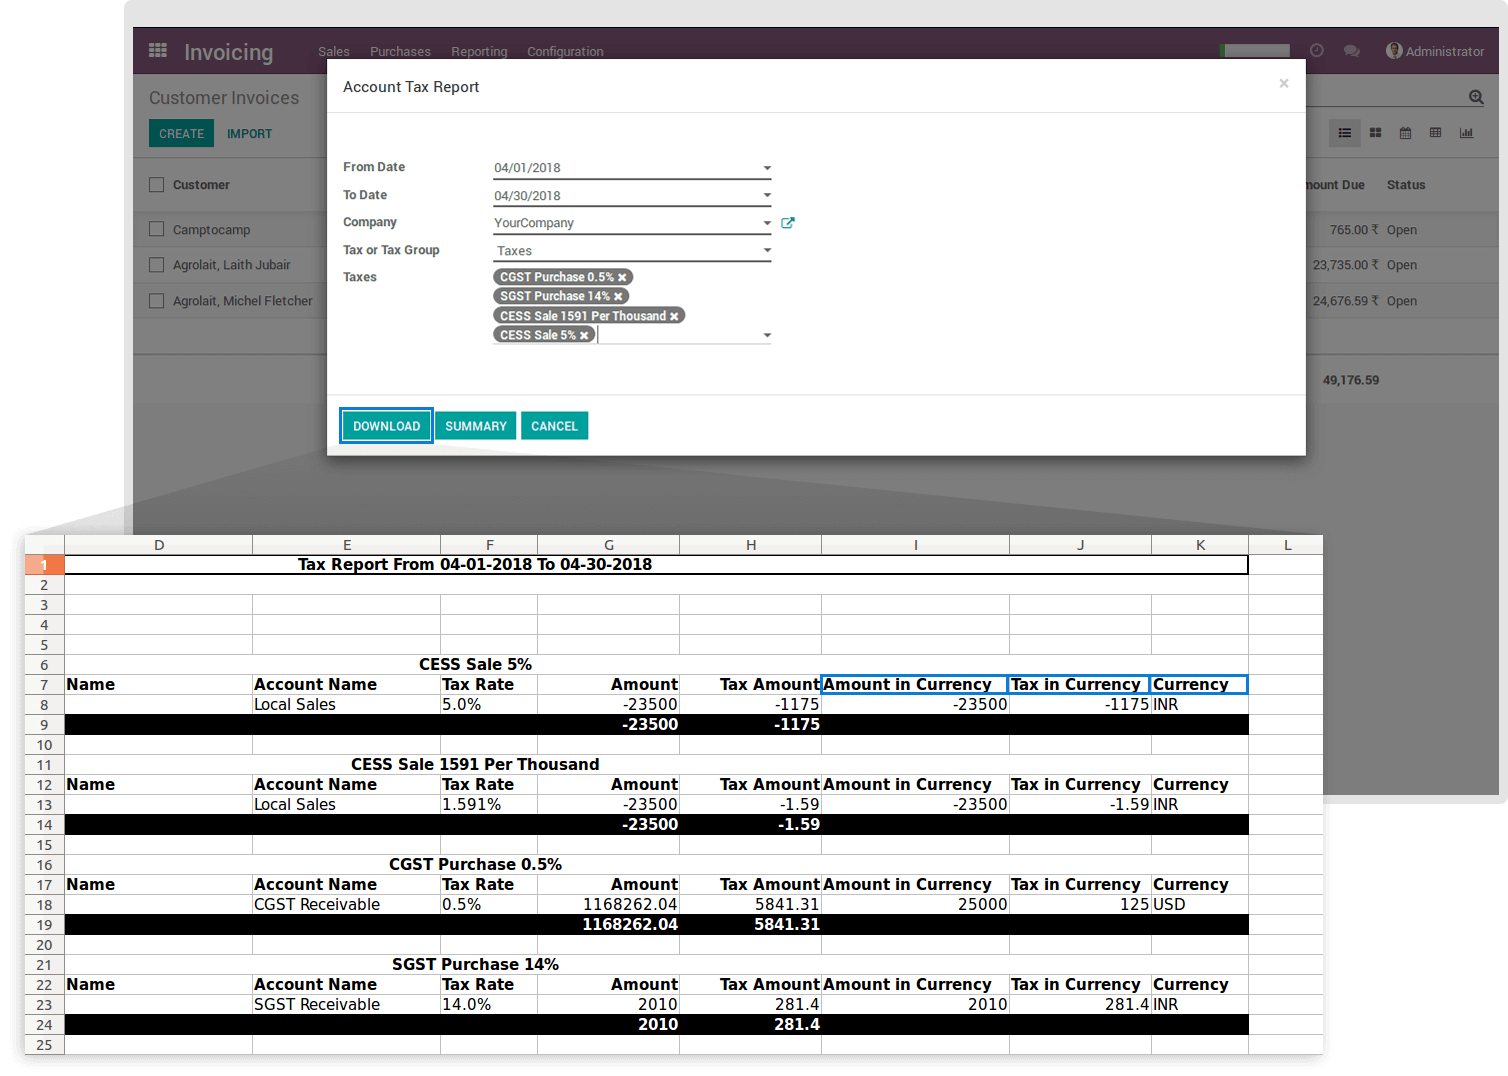 Invoicing Sales Purchases Reporting Configuration Administrator
Account Tax Report ×
Customer Invoices
CREATE IMPORT
From Date 04/01/2018
To Date 04/30/2018
Company YourCompany
Tax or Tax Group Taxes
Taxes CGST Purchase 0.5% ×
SGST Purchase 14% ×
CESS Sale 1591 Per Thousand ×
CESS Sale 5% ×
DOWNLOAD SUMMARY CANCEL
Customer mount Due Status
Camptocamp 765.00 ₹ Open
Agrolait, Laith Jubair 23,735.00 ₹ Open
Agrolait, Michel Fletcher 24,676.59 ₹ Open
49,176.59
D E F G H I J K L
1 Tax Report From 04-01-2018 To 04-30-2018
2
3
4
5
6 CESS Sale 5%
7 Name Account Name Tax Rate Amount Tax Amount Amount in Currency Tax in Currency Currency
8 Local Sales 5.0% -23500 -1175 -23500 -1175 INR
9 -23500 -1175
10
11 CESS Sale 1591 Per Thousand
12 Name Account Name Tax Rate Amount Tax Amount Amount in Currency Tax in Currency Currency
13 Local Sales 1.591% -23500 -1.59 -23500 -1.59 INR
14 -23500 -1.59
15
16 CGST Purchase 0.5%
17 Name Account Name Tax Rate Amount Tax Amount Amount in Currency Tax in Currency Currency
18 CGST Receivable 0.5% 1168262.04 5841.31 25000 125 USD
19 1168262.04 5841.31
20
21 SGST Purchase 14%
22 Name Account Name Tax Rate Amount Tax Amount Amount in Currency Tax in Currency Currency
23 SGST Receivable 14.0% 2010 281.4 2010 281.4 INR
24 2010 281.4
25